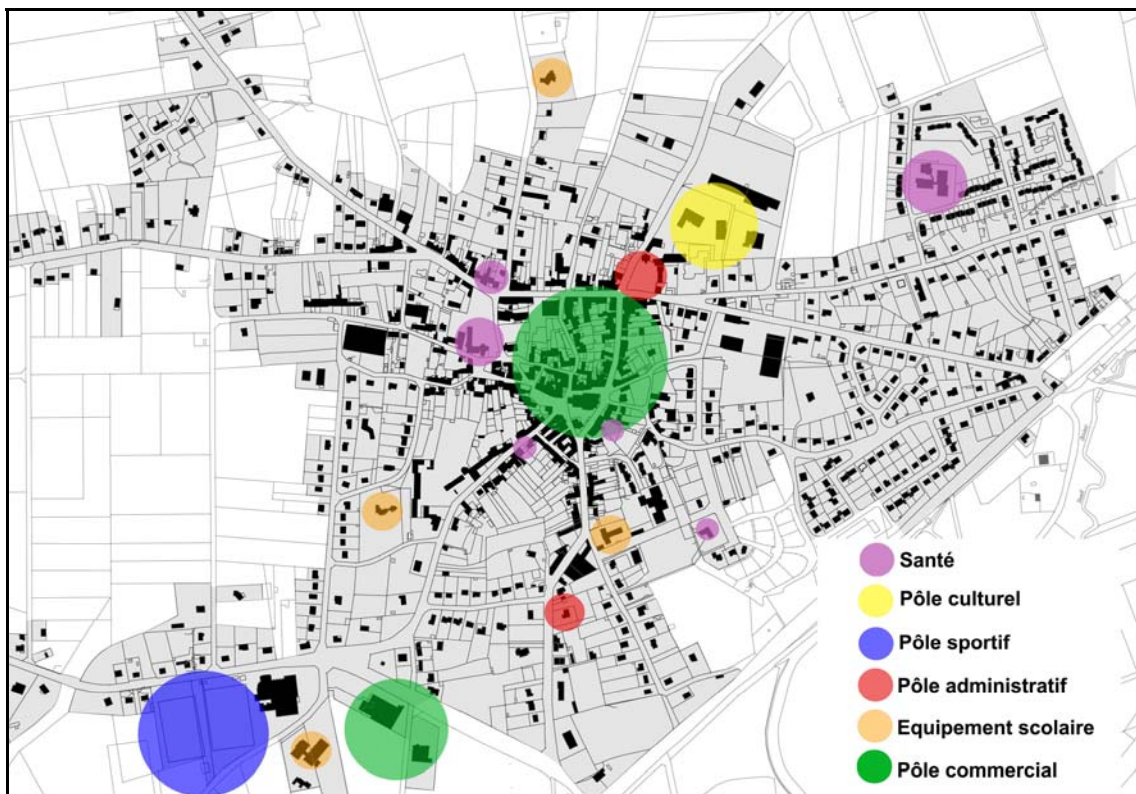 Santé
Pôle culturel
Pôle sportif
Pôle administratif
Equipement scolaire
Pôle commercial